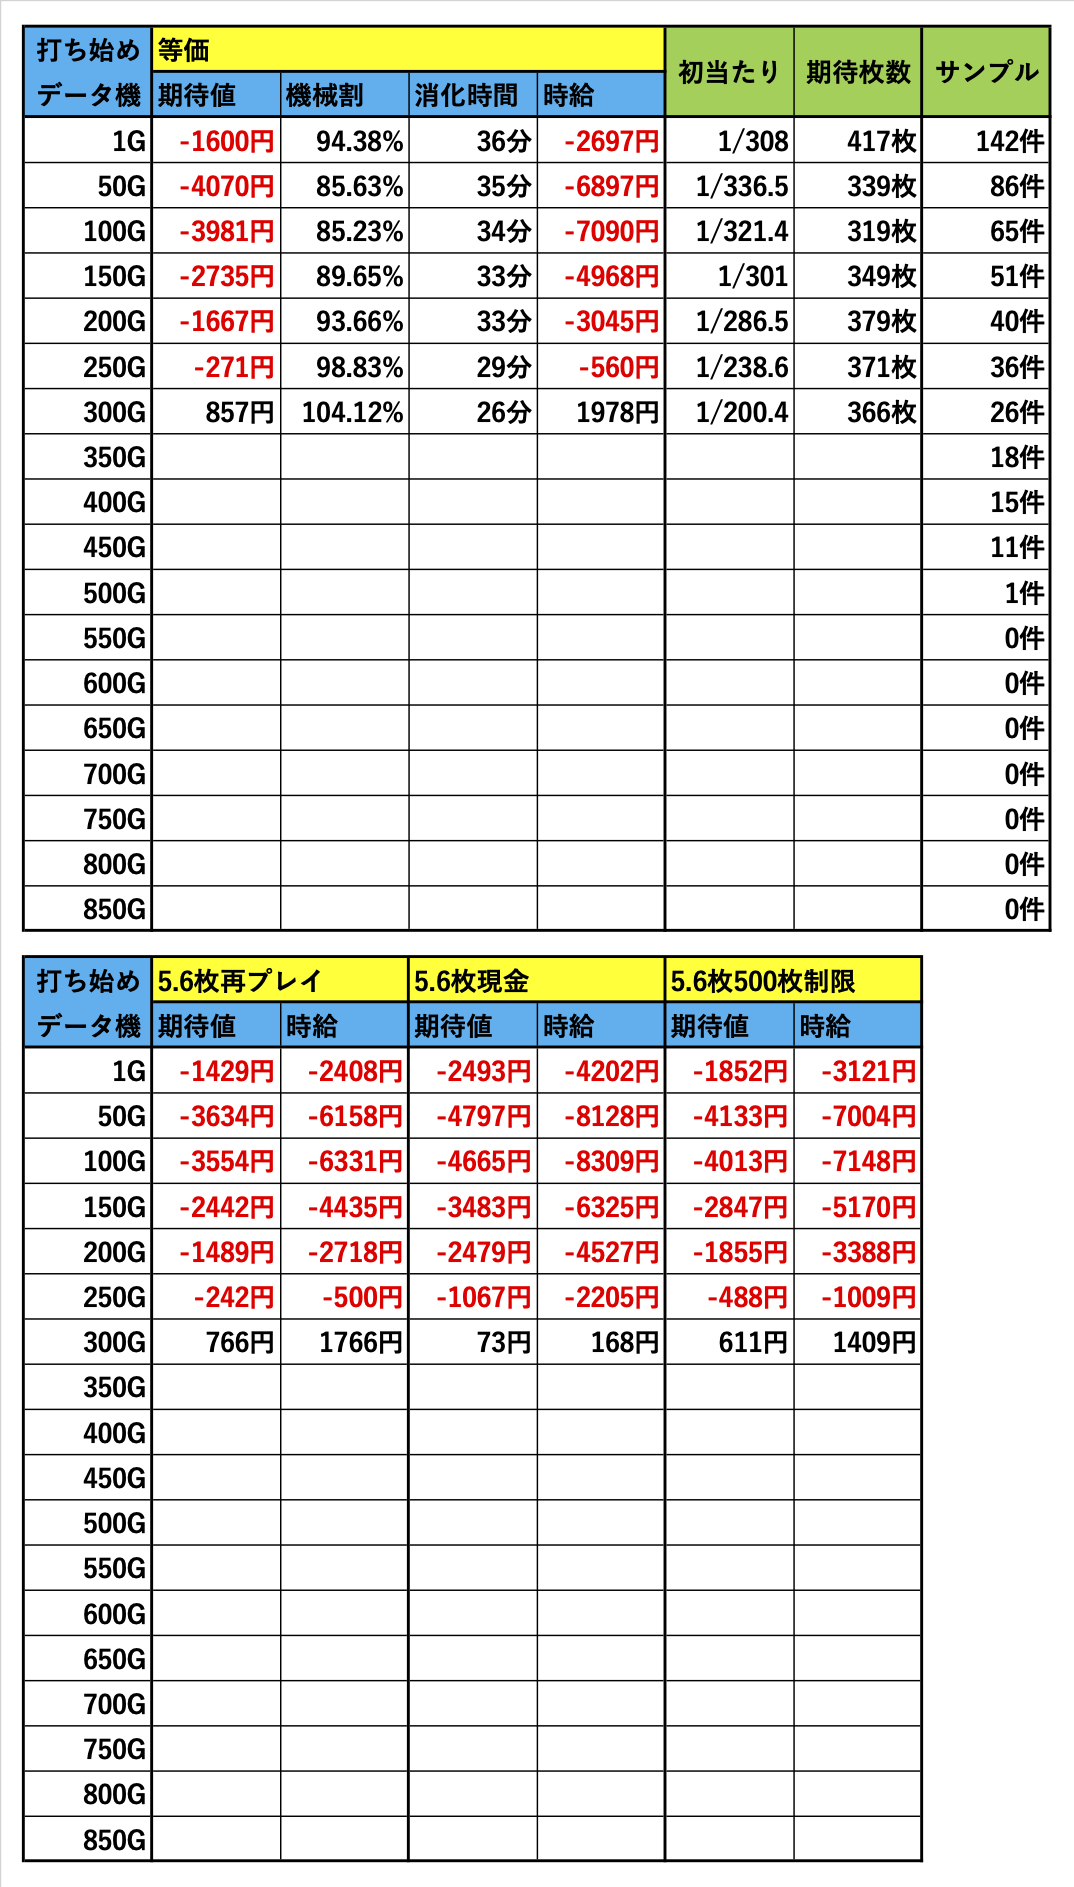 打ち始め 等価 初当たり 期待枚数 サンプル
データ機 期待値 機械割 消化時間 時給
1G -1600円 94.38% 36分 -2697円 1/308 417枚 142件
50G -4070円 85.63% 35分 -6897円 1/336.5 339枚 86件
100G -3981円 85.23% 34分 -7090円 1/321.4 319枚 65件
150G -2735円 89.65% 33分 -4968円 1/301 349枚 51件
200G -1667円 93.66% 33分 -3045円 1/286.5 379枚 40件
250G -271円 98.83% 29分 -560円 1/238.6 371枚 36件
300G 857円 104.12% 26分 1978円 1/200.4 366枚 26件
350G 18件
400G 15件
450G 11件
500G 1件
550G 0件
600G 0件
650G 0件
700G 0件
750G 0件
800G 0件
850G 0件
打ち始め 5.6枚再プレイ 5.6枚現金 5.6枚500枚制限
データ機 期待値 時給 期待値 時給 期待値 時給
1G -1429円 -2408円 -2493円 -4202円 -1852円 -3121円
50G -3634円 -6158円 -4797円 -8128円 -4133円 -7004円
100G -3554円 -6331円 -4665円 -8309円 -4013円 -7148円
150G -2442円 -4435円 -3483円 -6325円 -2847円 -5170円
200G -1489円 -2718円 -2479円 -4527円 -1855円 -3388円
250G -242円 -500円 -1067円 -2205円 -488円 -1009円
300G 766円 1766円 73円 168円 611円 1409円
350G
400G
450G
500G
550G
600G
650G
700G
750G
800G
850G